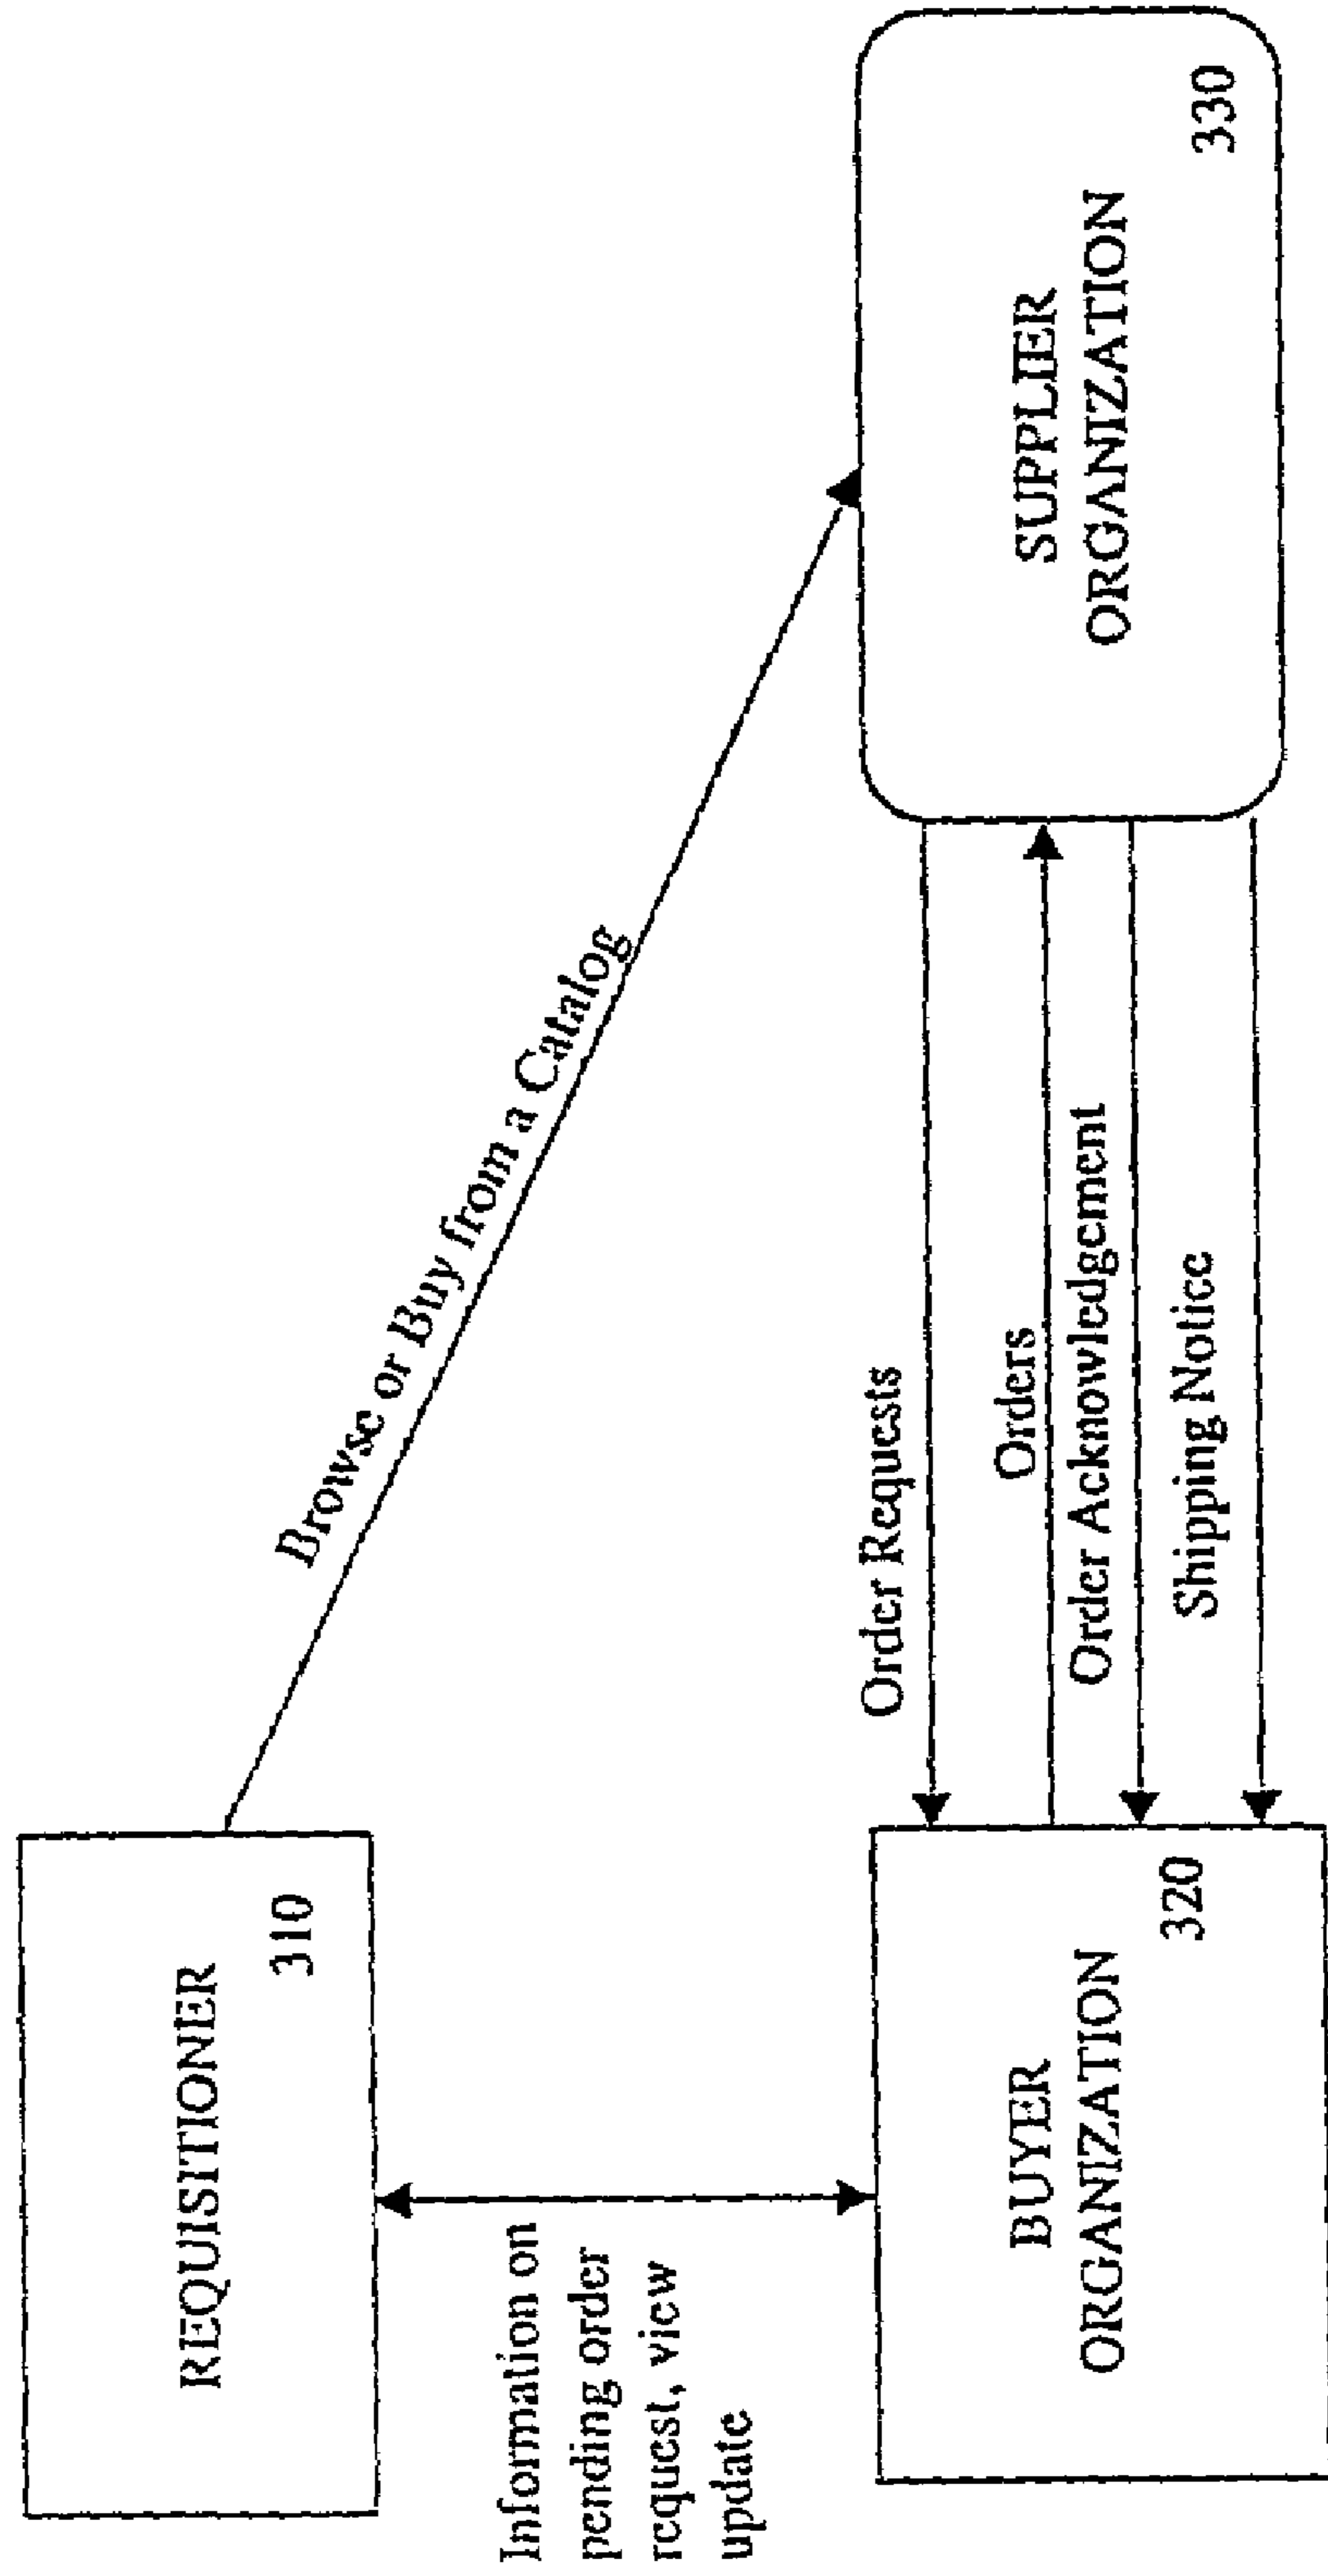 REQUISITIONER
310
Browse or Buy from a Catalog
Information on
pending order
request, view
update
Order Requests
Orders
Order Acknowledgement
Shipping Notice
BUYER
ORGANIZATION
320
SUPPLIER
ORGANIZATION
330